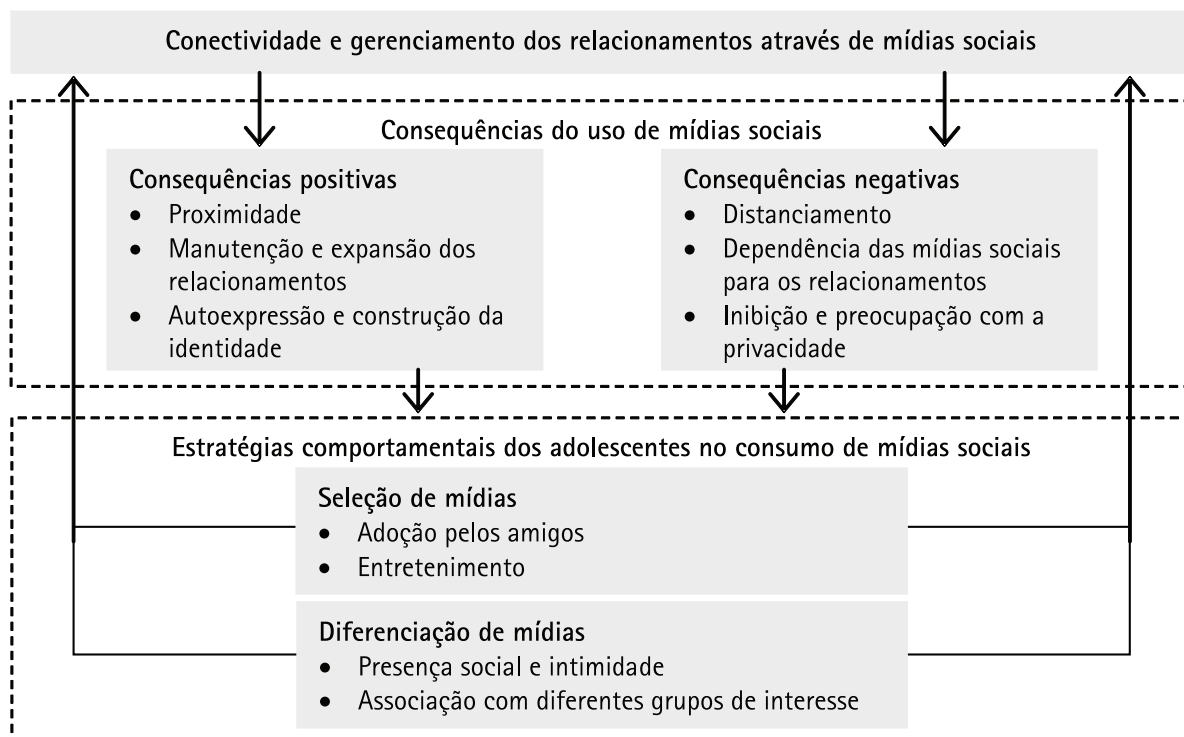 Conectividade e gerenciamento dos relacionamentos através de mídias sociais
Consequências do uso de mídias sociais
Consequências positivas
• Proximidade
• Manutenção e expansão dos
relacionamentos
• Autoexpressão e construção da
identidade
Consequências negativas
• Distanciamento
• Dependência das mídias sociais
para os relacionamentos
• Inibição e preocupação com a
privacidade
Estratégias comportamentais dos adolescentes no consumo de mídias sociais
Seleção de mídias
• Adoção pelos amigos
• Entretenimento
Diferenciação de mídias
• Presença social e intimidade
• Associação com diferentes grupos de interesse